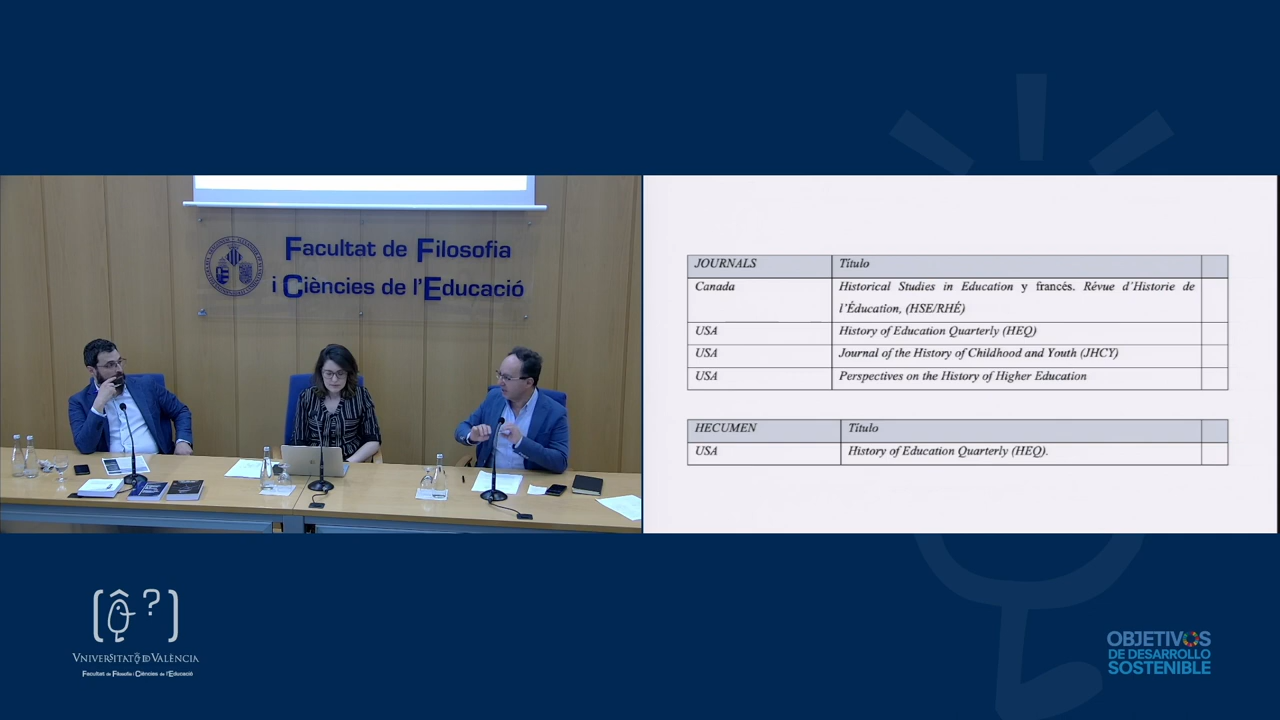 Facultat de Filosofia
i Ciències de l'Educació
JOURNALS Título
Canada Historical Studies in Education y francés. Révue d'Historie de
l'Éducation, (HSE/RHÉ)
USA History of Education Quarterly (HEQ)
USA Journal of the History of Childhood and Youth (JHCY)
USA Perspectives on the History of Higher Education
HECUMEN Título
USA History of Education Quarterly (HEQ).
[?]
VNIVERSITAT DE VALÈNCIA
Facultat de Filosofia i Ciències de l'Educació
OBJETIVOS
DE DESARROLLO
SOSTENIBLE